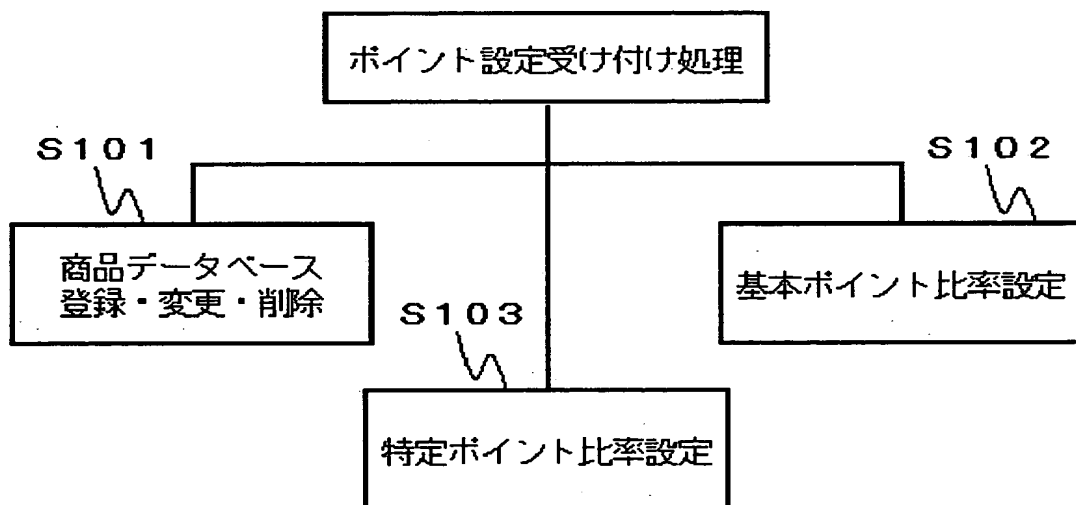 ポイント設定受け付け処理
S101
S102
商品データベース
登録・変更・削除
基本ポイント比率設定
S103
特定ポイント比率設定